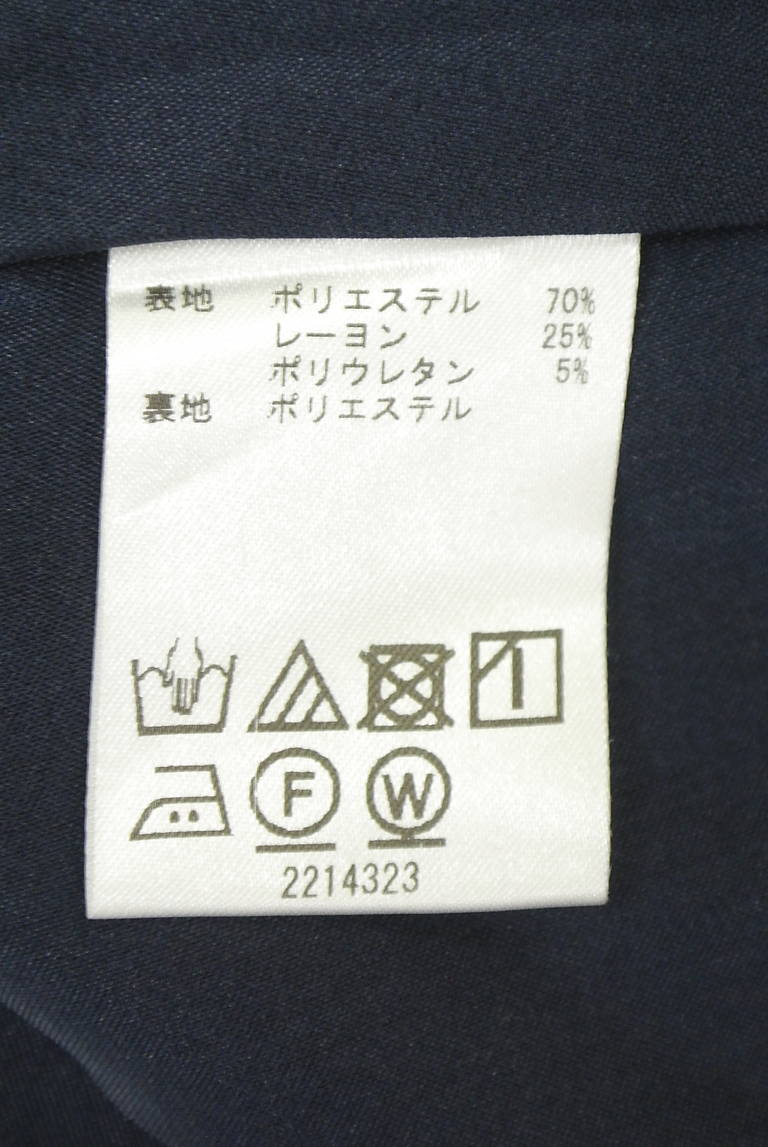 表地 ポリエステル 70%
レーヨン 25%
ポリウレタン 5%
裏地 ポリエステル
F W
2214323